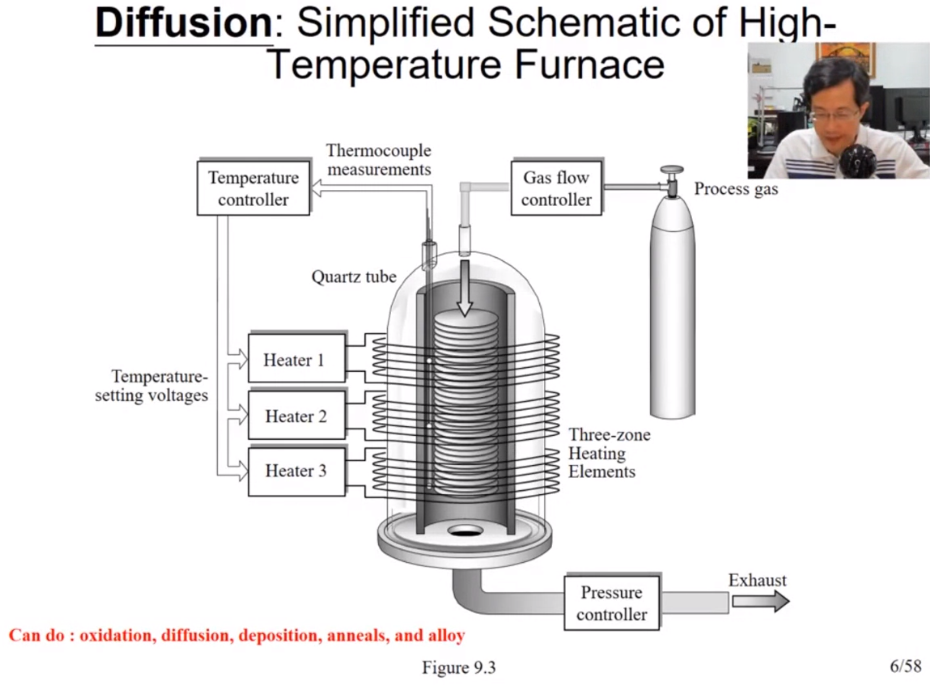 Diffusion: Simplified Schematic of High-
Temperature Furnace
Thermocouple
measurements
Temperature
controller
Gas flow
controller
Process gas
Quartz tube
Heater 1
Temperature-
setting voltages
Heater 2
Three-zone
Heating
Elements
Heater 3
Exhaust
Pressure
controller
Can do : oxidation, diffusion, deposition, anneals, and alloy
Figure 9.3
6/58